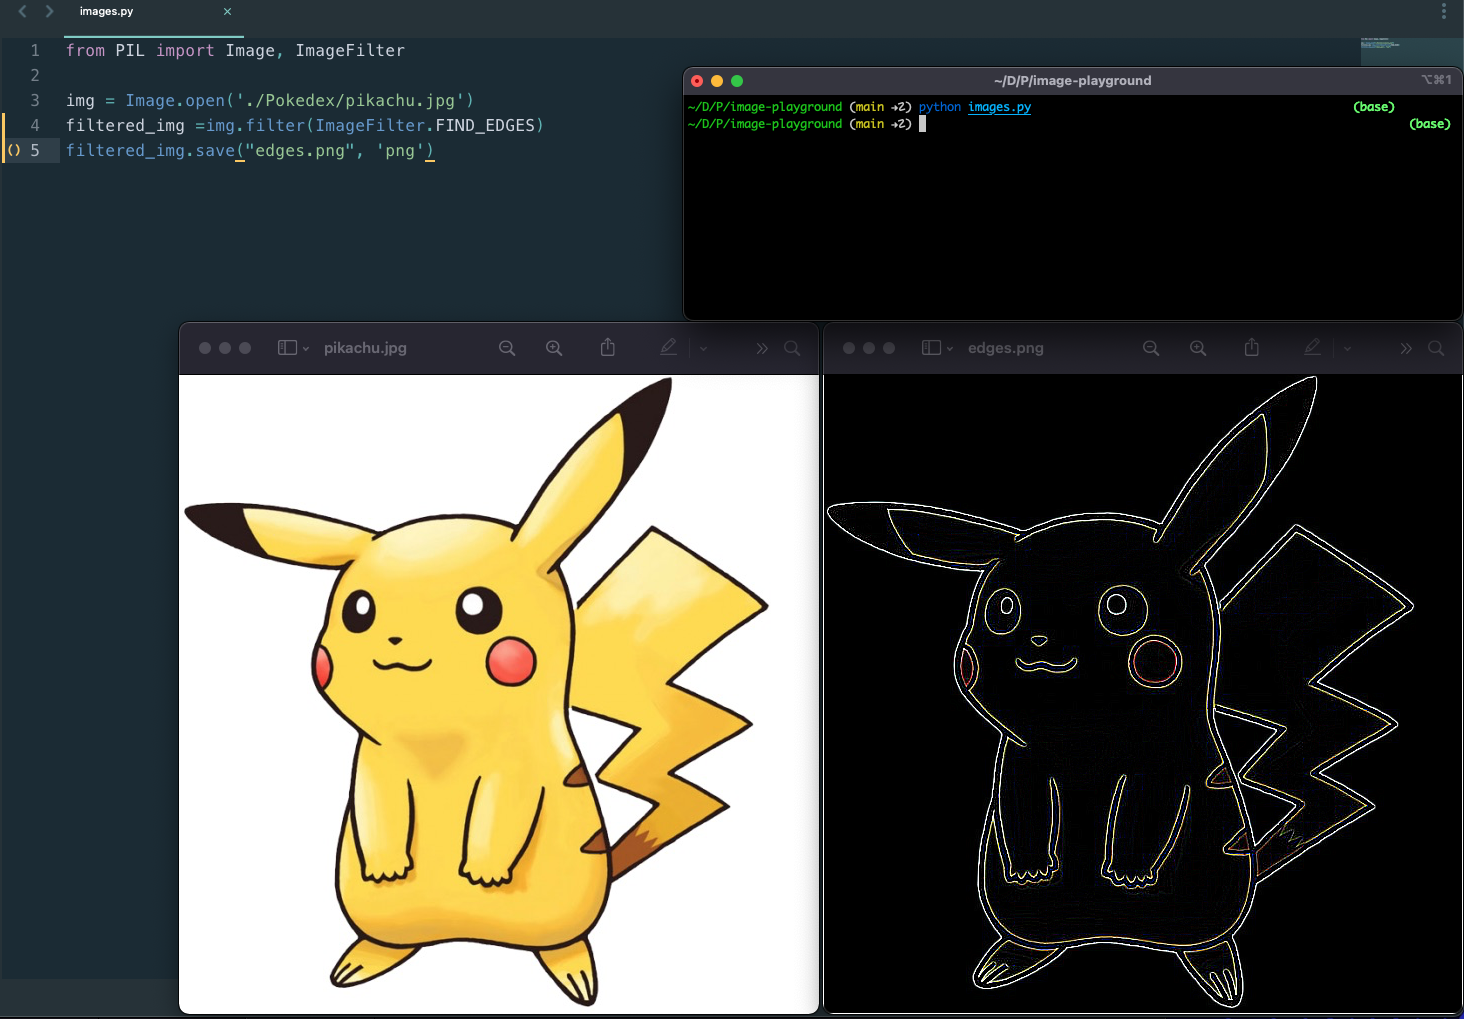 images.py
1 from PIL import Image, ImageFilter
2
3 img = Image.open('./Pokedex/pikachu.jpg')
4 filtered_img =img.filter(ImageFilter.FIND_EDGES)
5 filtered_img.save("edges.png", 'png')
~/D/P/image-playground ⌥⌘1
~/D/P/image-playground (main →2) python images.py (base)
~/D/P/image-playground (main →2) (base)
pikachu.jpg
edges.png